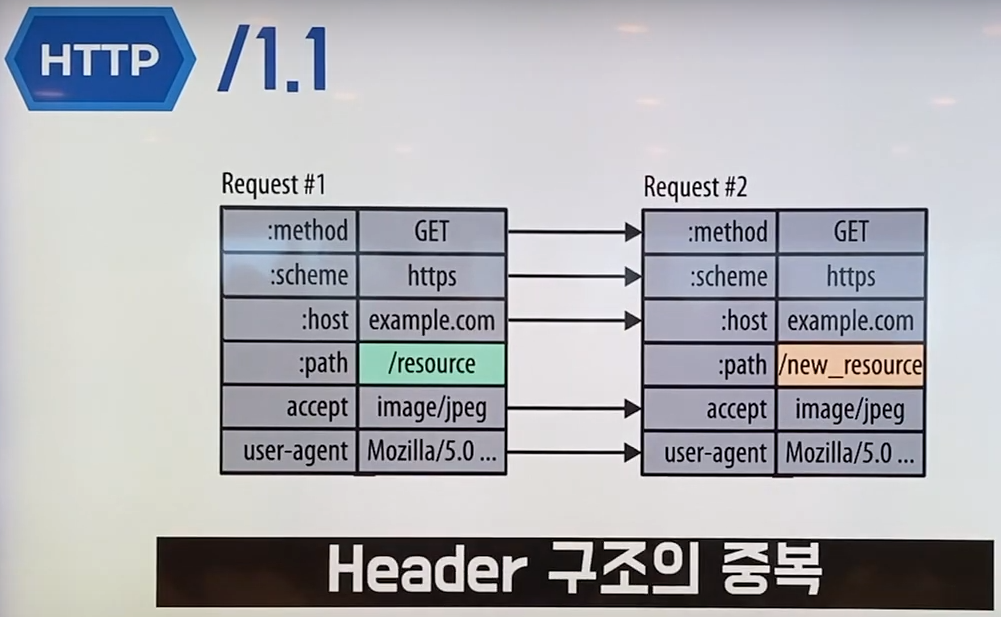 HTTP /1.1
Request #1
:method GET
:scheme https
:host example.com
:path /resource
accept image/jpeg
user-agent Mozilla/5.0 ...
Request #2
:method GET
:scheme https
:host example.com
:path /new_resource
accept image/jpeg
user-agent Mozilla/5.0 ...
Header 구조의 중복